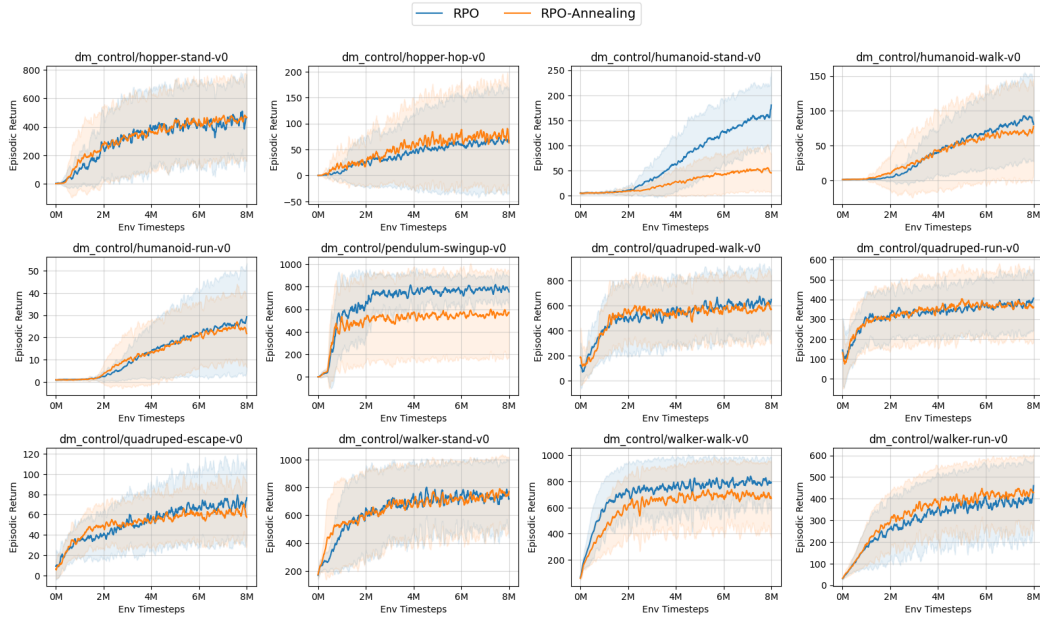 RPO RPO-Annealing
dm_control/hopper-stand-v0 dm_control/hopper-hop-v0 dm_control/humanoid-stand-v0 dm_control/humanoid-walk-v0
Episodic Return
800
600
400
200
0
0M 2M 4M 6M 8M
Env Timesteps
Episodic Return
200
150
100
50
0
−50
0M 2M 4M 6M 8M
Env Timesteps
Episodic Return
250
200
150
100
50
0
0M 2M 4M 6M 8M
Env Timesteps
Episodic Return
150
100
50
0
0M 2M 4M 6M 8M
Env Timesteps
dm_control/humanoid-run-v0 dm_control/pendulum-swingup-v0 dm_control/quadruped-walk-v0 dm_control/quadruped-run-v0
Episodic Return
50
40
30
20
10
0
0M 2M 4M 6M 8M
Env Timesteps
Episodic Return
1000
800
600
400
200
0
0M 2M 4M 6M 8M
Env Timesteps
Episodic Return
800
600
400
200
0
0M 2M 4M 6M 8M
Env Timesteps
Episodic Return
600
500
400
300
200
100
0
0M 2M 4M 6M 8M
Env Timesteps
dm_control/quadruped-escape-v0 dm_control/walker-stand-v0 dm_control/walker-walk-v0 dm_control/walker-run-v0
Episodic Return
120
100
80
60
40
20
0
0M 2M 4M 6M 8M
Env Timesteps
Episodic Return
1000
800
600
400
200
0M 2M 4M 6M 8M
Env Timesteps
Episodic Return
1000
800
600
400
200
0M 2M 4M 6M 8M
Env Timesteps
Episodic Return
600
500
400
300
200
100
0
0M 2M 4M 6M 8M
Env Timesteps